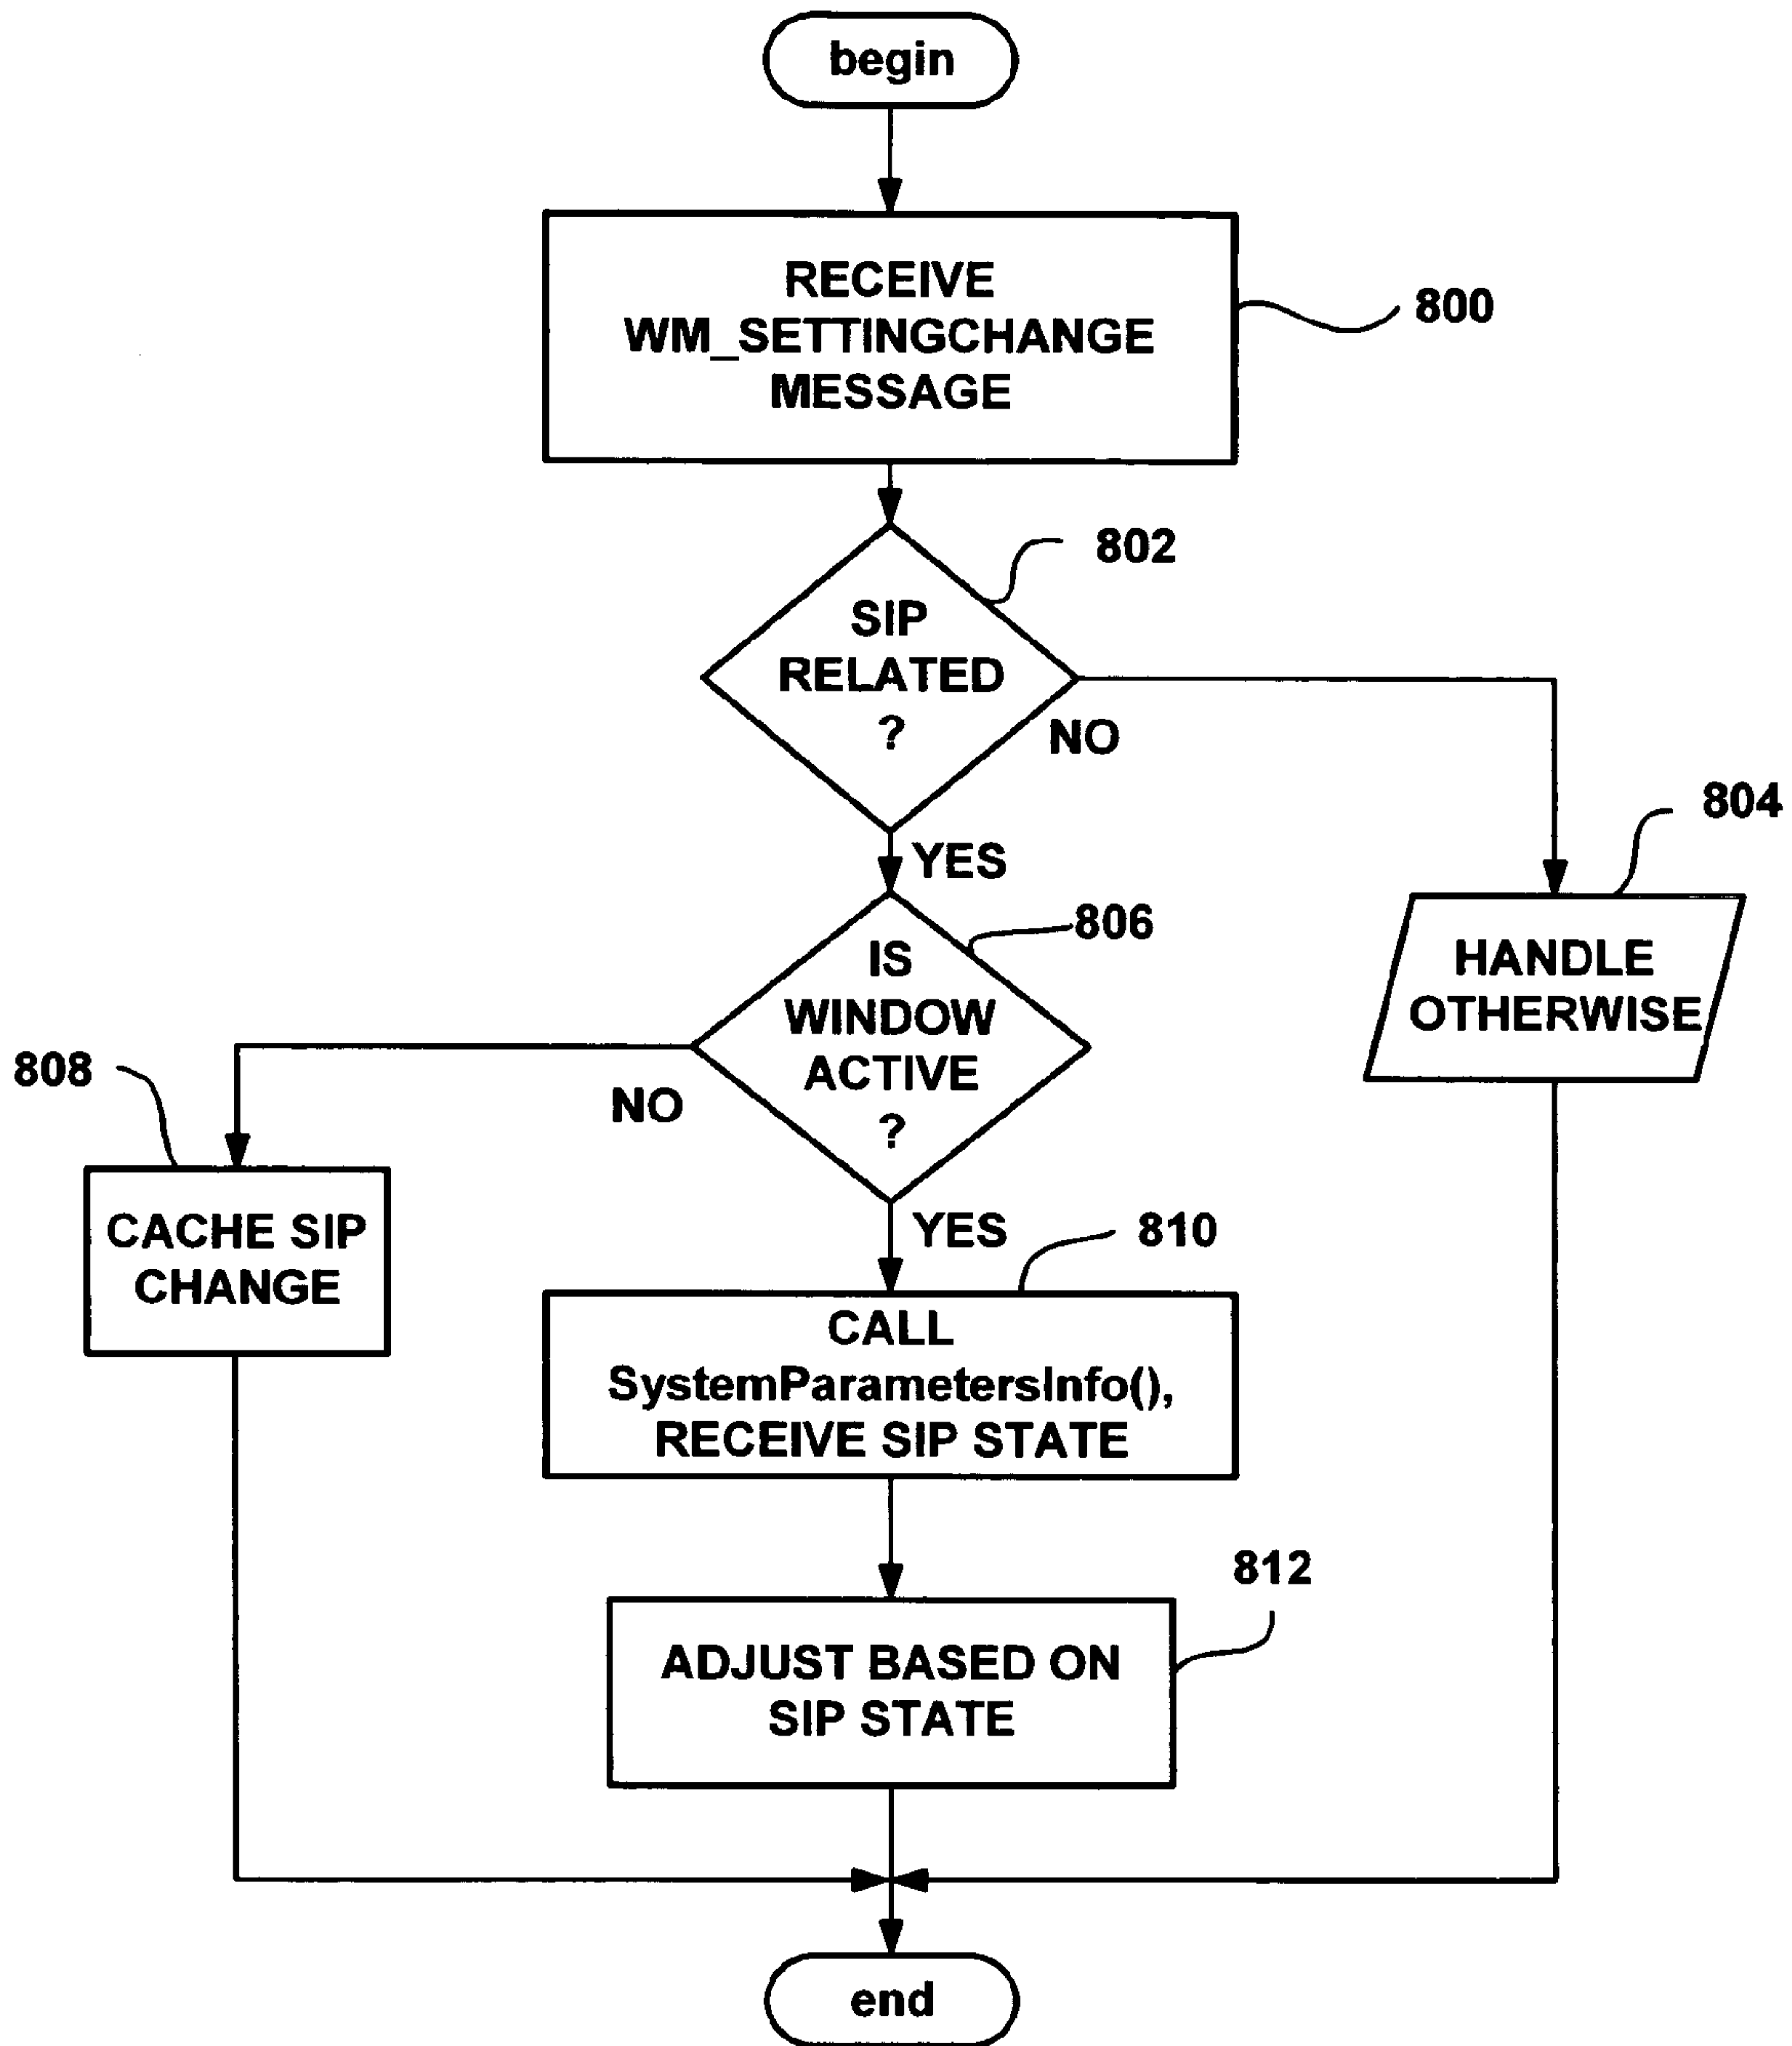 begin
RECEIVE
WM_SETTINGCHANGE
MESSAGE
800
802
SIP
RELATED
?
NO
YES
804
HANDLE
OTHERWISE
806
IS
WINDOW
ACTIVE
?
NO
YES
808
CACHE SIP
CHANGE
810
CALL
SystemParametersInfo(),
RECEIVE SIP STATE
812
ADJUST BASED ON
SIP STATE
end